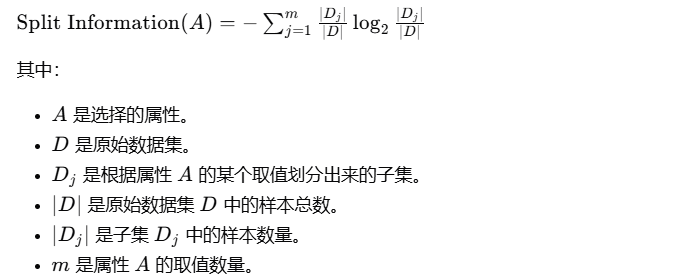 Split Information(A) = − ∑_{j=1}^{m} \frac{|D_j|}{|D|} log_2 \frac{|D_j|}{|D|}
其中：
• A 是选择的属性。
• D 是原始数据集。
• D_j 是根据属性 A 的某个取值划分出来的子集。
• |D| 是原始数据集 D 中的样本总数。
• |D_j| 是子集 D_j 中的样本数量。
• m 是属性 A 的取值数量。